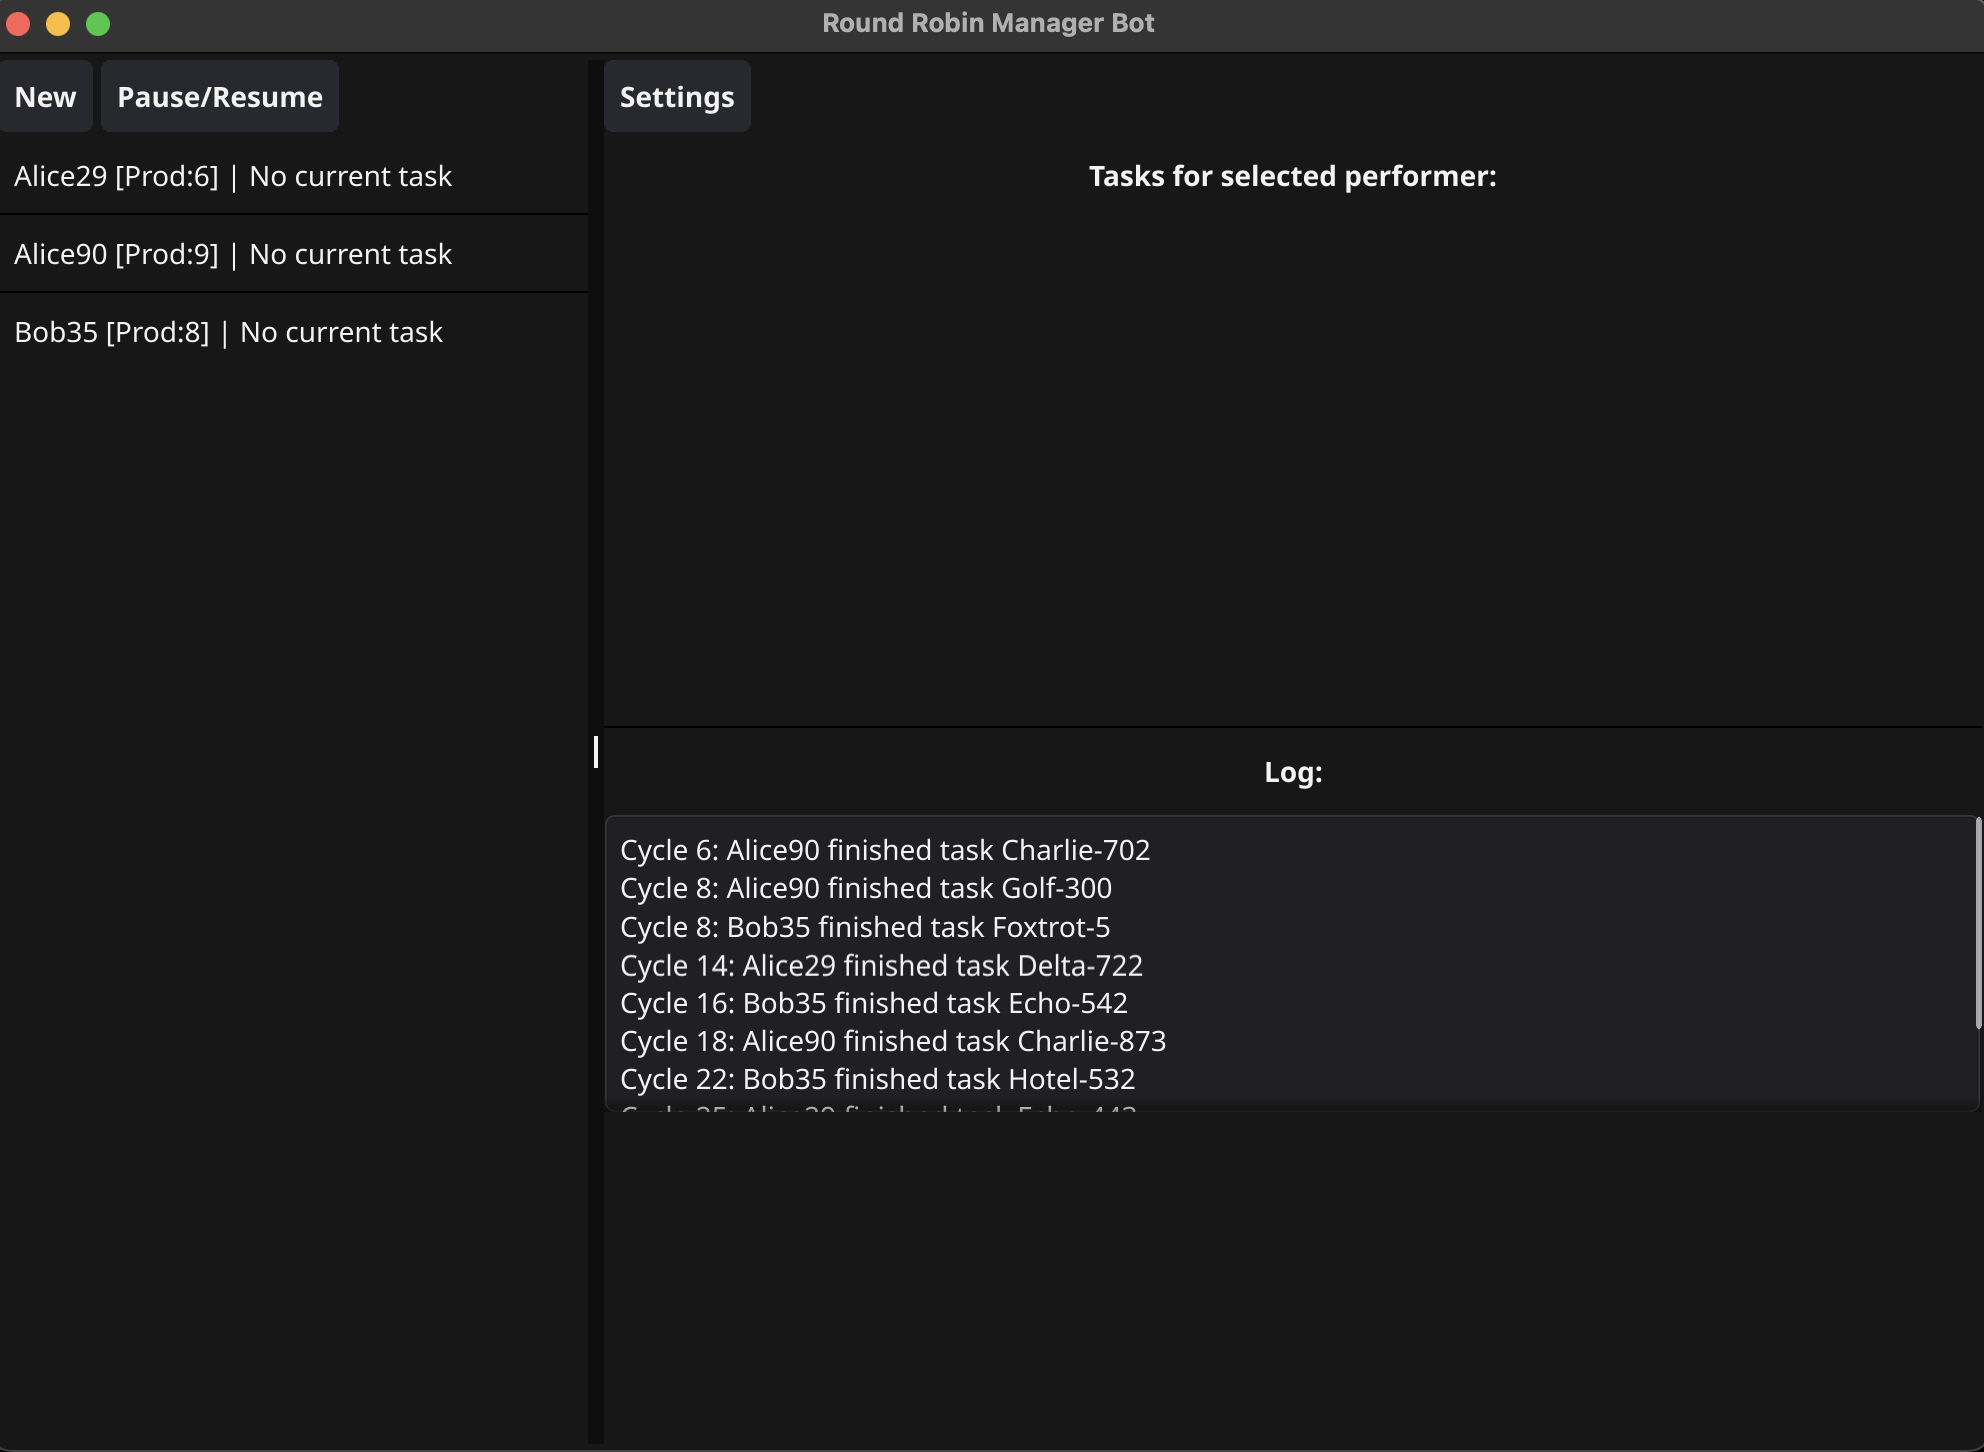 Round Robin Manager Bot
New
Pause/Resume
Settings
Alice29 [Prod:6] | No current task
Alice90 [Prod:9] | No current task
Bob35 [Prod:8] | No current task
Tasks for selected performer:
Log:
Cycle 6: Alice90 finished task Charlie-702
Cycle 8: Alice90 finished task Golf-300
Cycle 8: Bob35 finished task Foxtrot-5
Cycle 14: Alice29 finished task Delta-722
Cycle 16: Bob35 finished task Echo-542
Cycle 18: Alice90 finished task Charlie-873
Cycle 22: Bob35 finished task Hotel-532